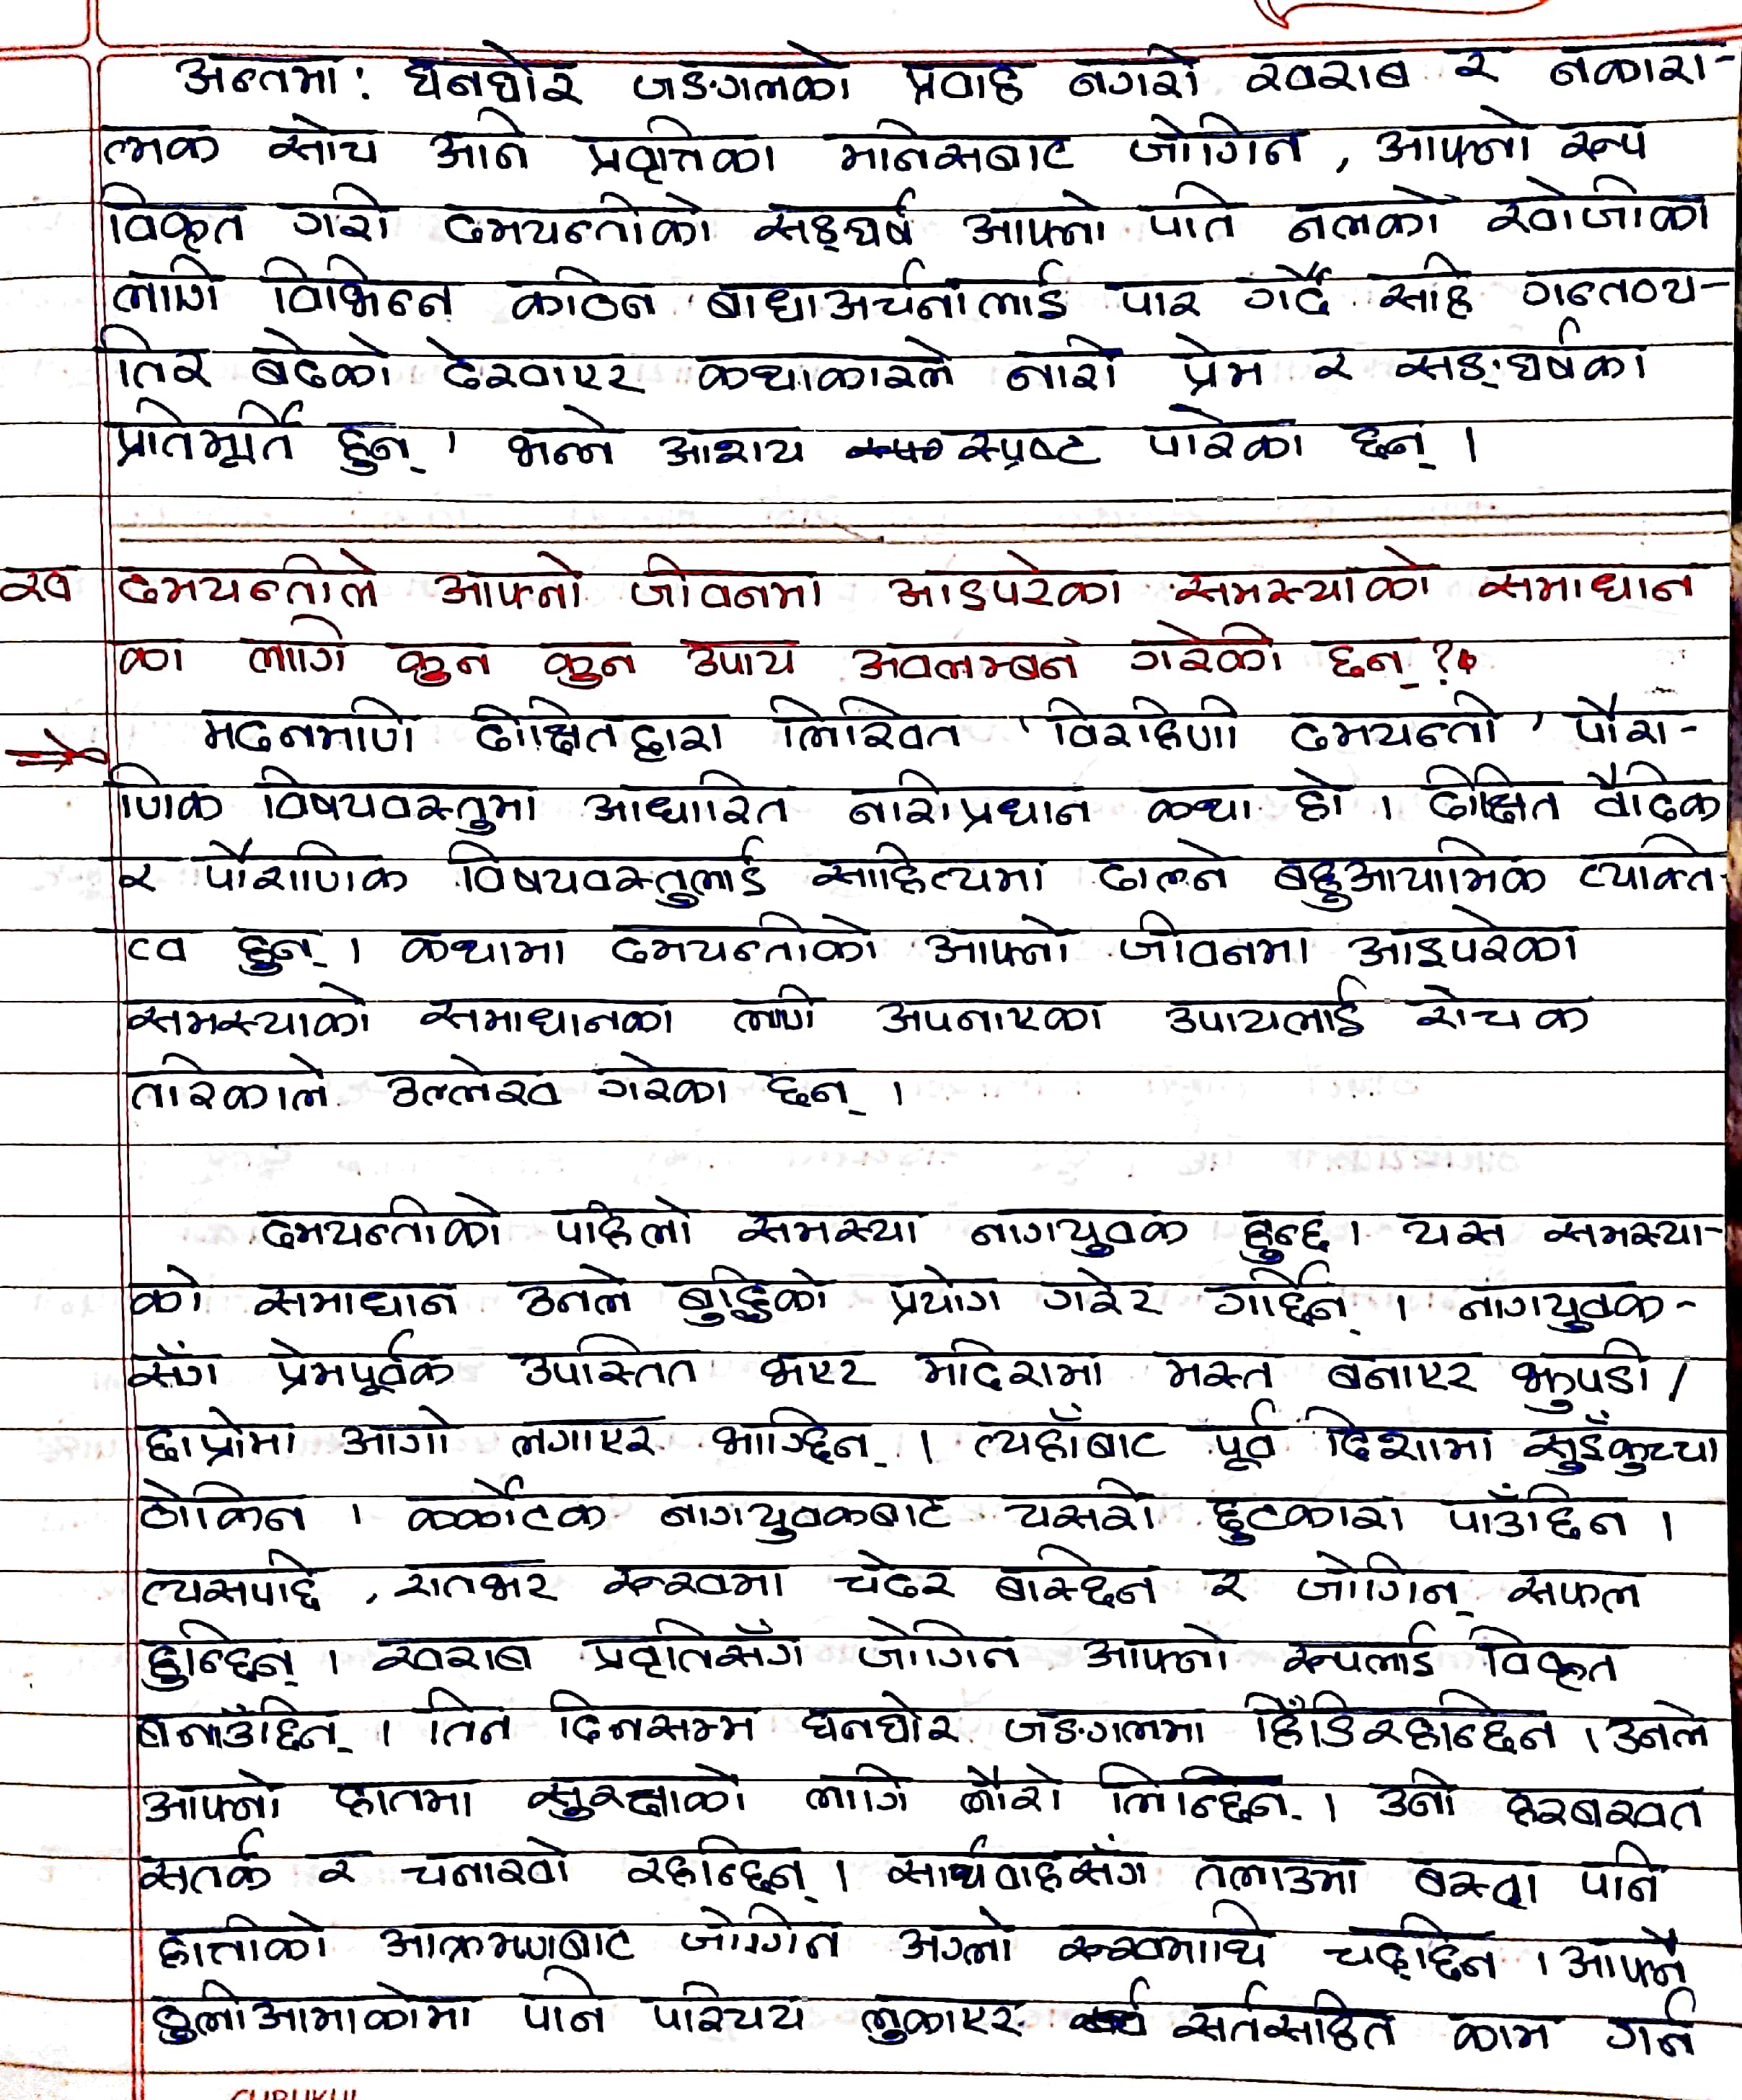 अन्तमा: घनघोर जङ्गलको प्रवाह नगरी खराब र नकारा-
त्मक सोच आने प्रवृत्तिका मानिसबाट जोगिन, आफ्नो रूप
विकृत गरी दमयन्तीको सङ्घर्ष आफ्नो पति नलको खोजीका
लागि विभिन्न कठिन बाधाअर्चनालाई पार गर्दै सहि गन्तव्य-
तिर बढेको देखाएर कथाकारले नारी प्रेम र सङ्घर्षका
प्रतिमूर्ति हुन् । भन्ने आशय स्पष्ट पारेका छन् ।
ख दमयन्तीले आफ्नो जीवनमा आइपरेका समस्याको समाधान
का लागि कुन कुन उपाय अवलम्बन गरेकी छन् ?
मदनमणि दीक्षितद्वारा लिखित 'विरहिणी दमयन्ती' पौरा-
णिक विषयवस्तुमा आधारित नारीप्रधान कथा हो । दीक्षित वैदिक
र पौराणिक विषयवस्तुलाई साहित्यमा ढाल्ने बहुआयामिक व्यक्ति
त्व हुन् । कथामा दमयन्तीको आफ्नो जीवनमा आइपरेका
समस्याको समाधानका लागि अपनाएका उपायलाई रोचक
तरिकाले उल्लेख गरेका छन् ।
दमयन्तीको पहिलो समस्या नागयुवक हुन्छ । यस समस्या-
को समाधान उनले बुद्धिको प्रयोग गरेर गर्छिन् । नागयुवक-
सँग प्रेमपूर्वक उपस्तित भएर मदिरामा मस्त बनाएर झुपडी /
छाप्रोमा आगो लगाएर भाग्छिन् । त्यहाँबाट पूर्व दिशामा सुइँकुच्चा
ठोकिन । कर्कोटक नागयुवकबाट यसरी छुटकारा पाउँछिन ।
त्यसपछि , रातभर रूखमा चढेर बस्छिन र जोगिन् सफल
हुन्छिन् । खराब प्रवृतिसँग जोगिन आफ्नो रूपलाई विकृत
बनाउँछिन् । तिन दिनसम्म घनघोर जङ्गलमा हिँडिरहन्छिन । उनले
आफ्नो हातमा सुरक्षाको लागि लौरो लिन्छिन् । उनी हरबखत
सतर्क र चनाखो रहन्छिन् । सार्थवाहसँग तलाउमा बस्दा पनि
हात्तीको आक्रमणबाट जोगिन अग्लो रूखमाथि चढ्छिन । आफ्नै
ठुलीआमाकोमा पनि परिचय लुकाएर सर्तसहित काम गर्न